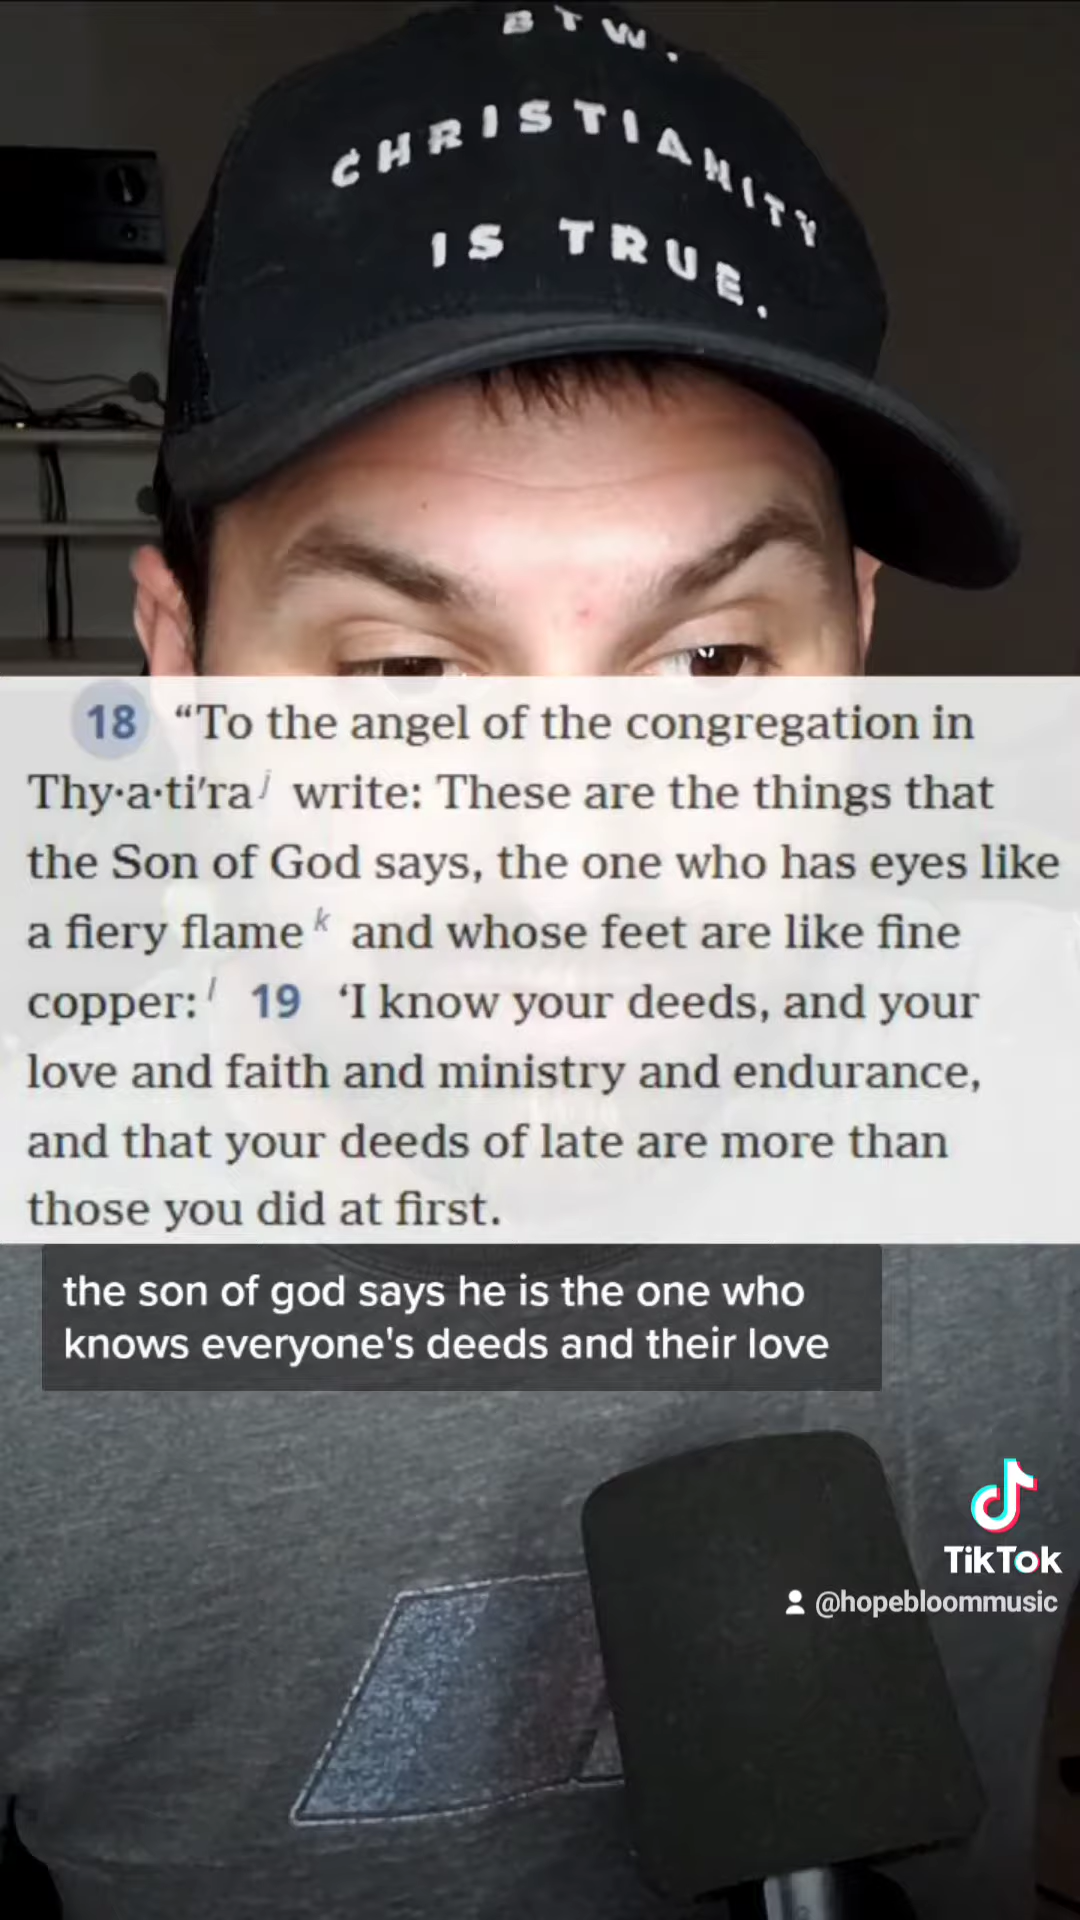 BTW.
CHRISTIANITY
IS TRUE.
18 “To the angel of the congregation in
Thy·a·ti′ra j write: These are the things that
the Son of God says, the one who has eyes like
a fiery flame k and whose feet are like fine
copper: l 19 ‘I know your deeds, and your
love and faith and ministry and endurance,
and that your deeds of late are more than
those you did at first.
the son of god says he is the one who
knows everyone's deeds and their love
TikTok
@hopebloommusic